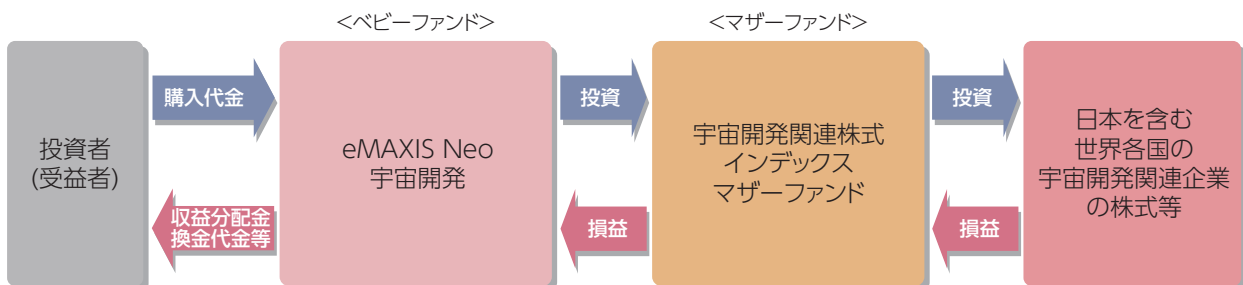 <ベビーファンド>
<マザーファンド>
投資者
(受益者)
購入代金
収益分配金
換金代金等
eMAXIS Neo
宇宙開発
投資
損益
宇宙開発関連株式
インデックス
マザーファンド
投資
損益
日本を含む
世界各国の
宇宙開発関連企業
の株式等